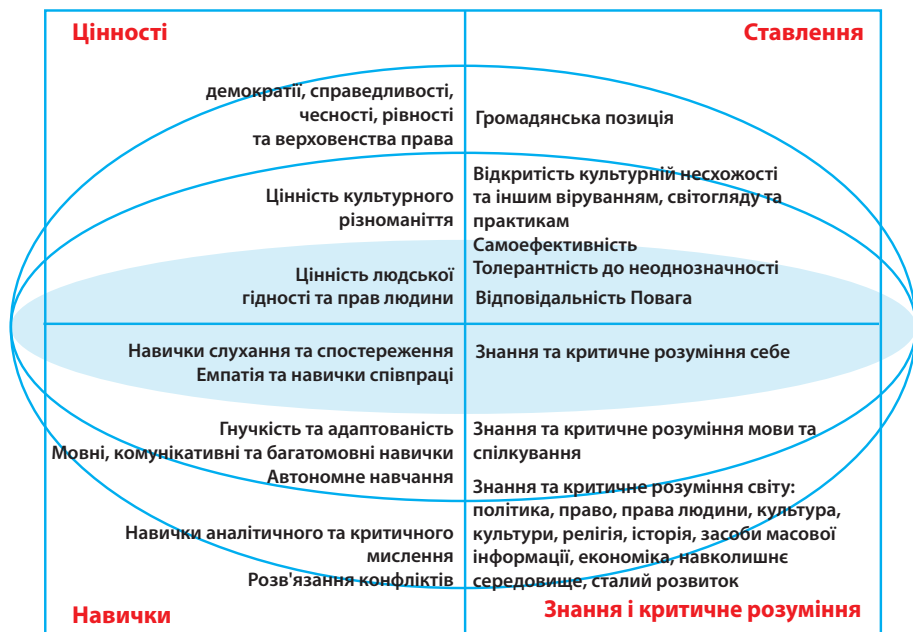 Цінності
демократії, справедливості,
чесності, рівності
та верховенства права
Цінність культурного
різноманіття
Цінність людської
гідності та прав людини
Ставлення
Громадянська позиція
Відкритість культурній несхожості
та іншим віруванням, світогляду та
практикам
Самоефективність
Толерантність до неоднозначності
Відповідальність Повага
Навички слухання та спостереження
Емпатія та навички співпраці
Гнучкість та адаптованість
Мовні, комунікативні та багатомовні навички
Автономне навчання
Навички аналітичного та критичного
мислення
Розв'язання конфліктів
Навички
Знання та критичне розуміння себе
Знання та критичне розуміння мови та
спілкування
Знання та критичне розуміння світу:
політика, право, права людини, культура,
культури, релігія, історія, засоби масової
інформації, економіка, навколишнє
середовище, сталий розвиток
Знання і критичне розуміння